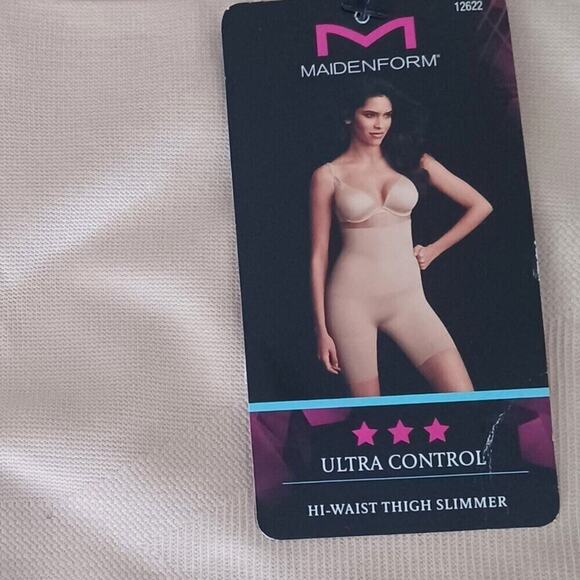 12622
M
MAIDENFORM®
ULTRA CONTROL
HI-WAIST THIGH SLIMMER